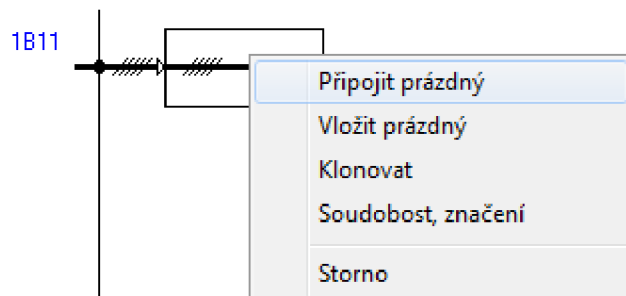 1B11
Připojit prázdný
Vložit prázdný
Klonovat
Soudobost, značení
Storno